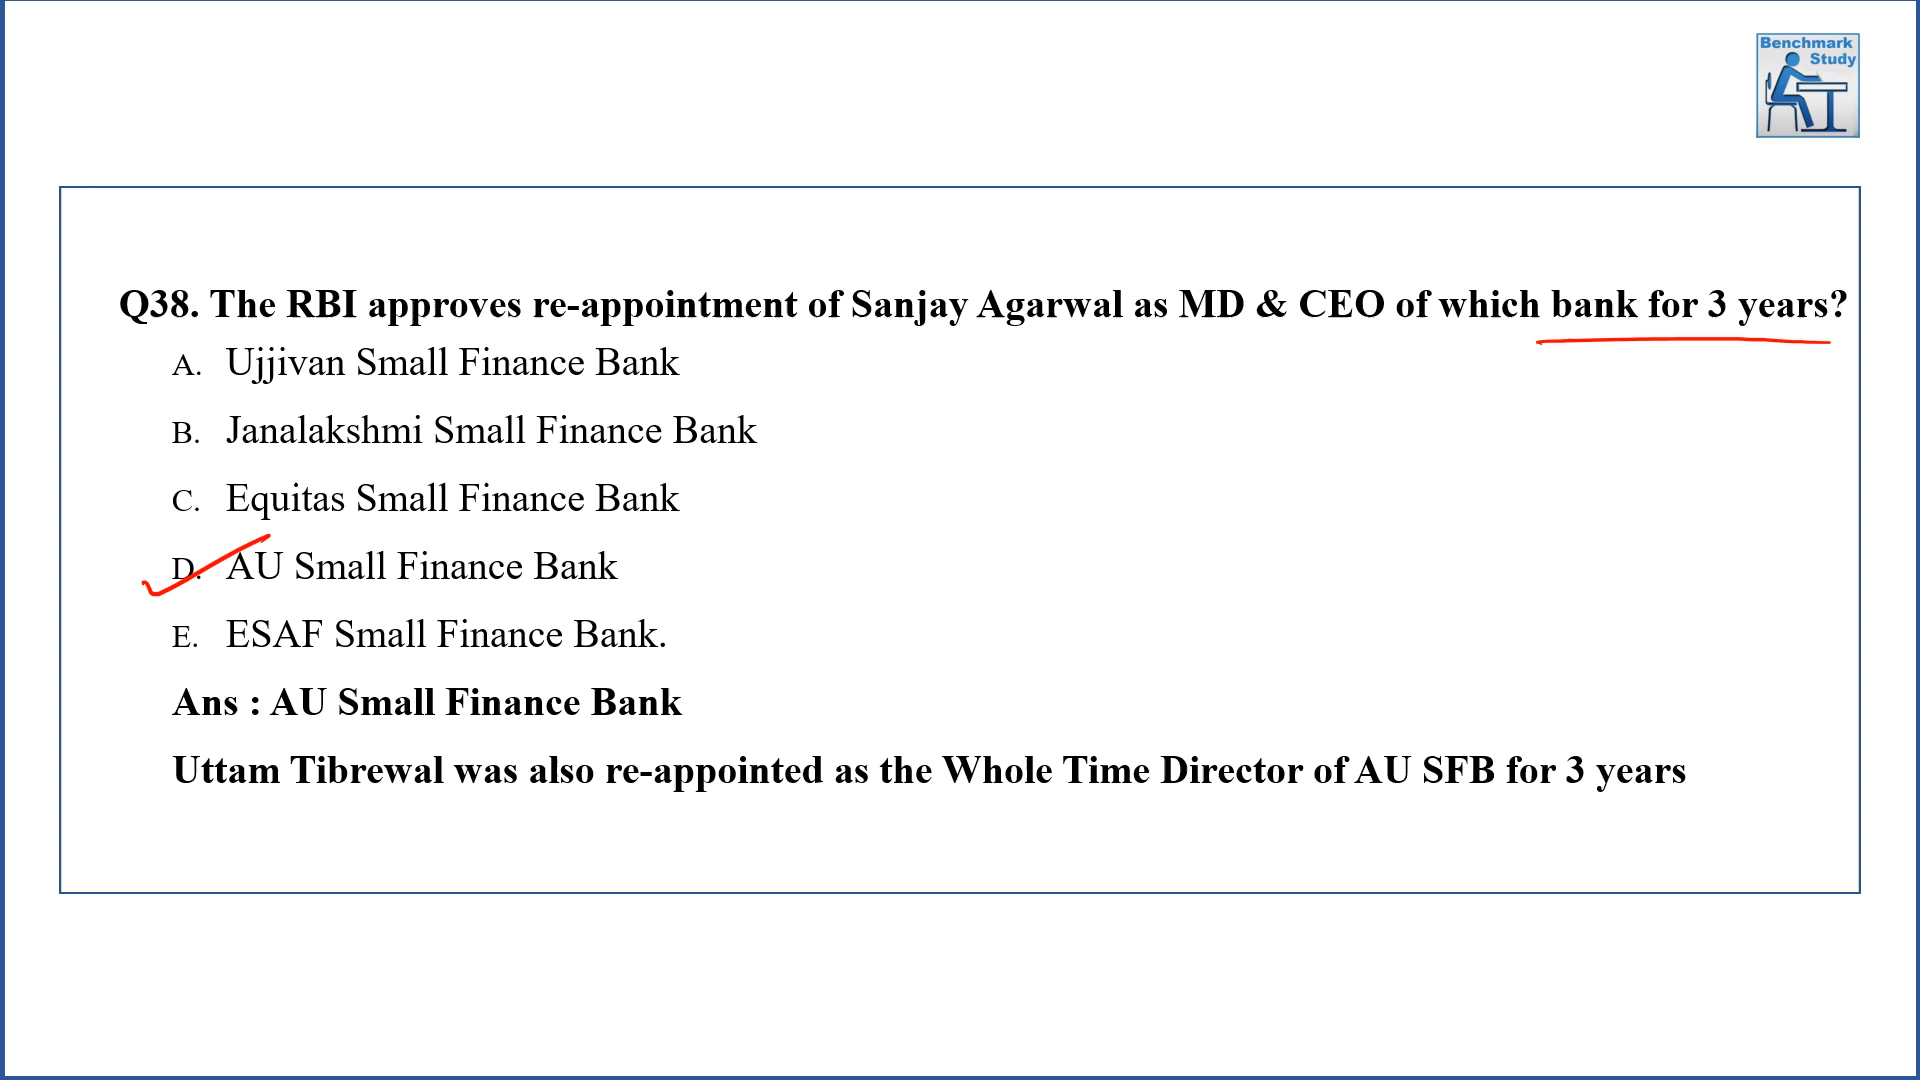 Benchmark
Study
Q38. The RBI approves re-appointment of Sanjay Agarwal as MD & CEO of which bank for 3 years?
A. Ujjivan Small Finance Bank
B. Janalakshmi Small Finance Bank
C. Equitas Small Finance Bank
D. AU Small Finance Bank
E. ESAF Small Finance Bank.
Ans : AU Small Finance Bank
Uttam Tibrewal was also re-appointed as the Whole Time Director of AU SFB for 3 years